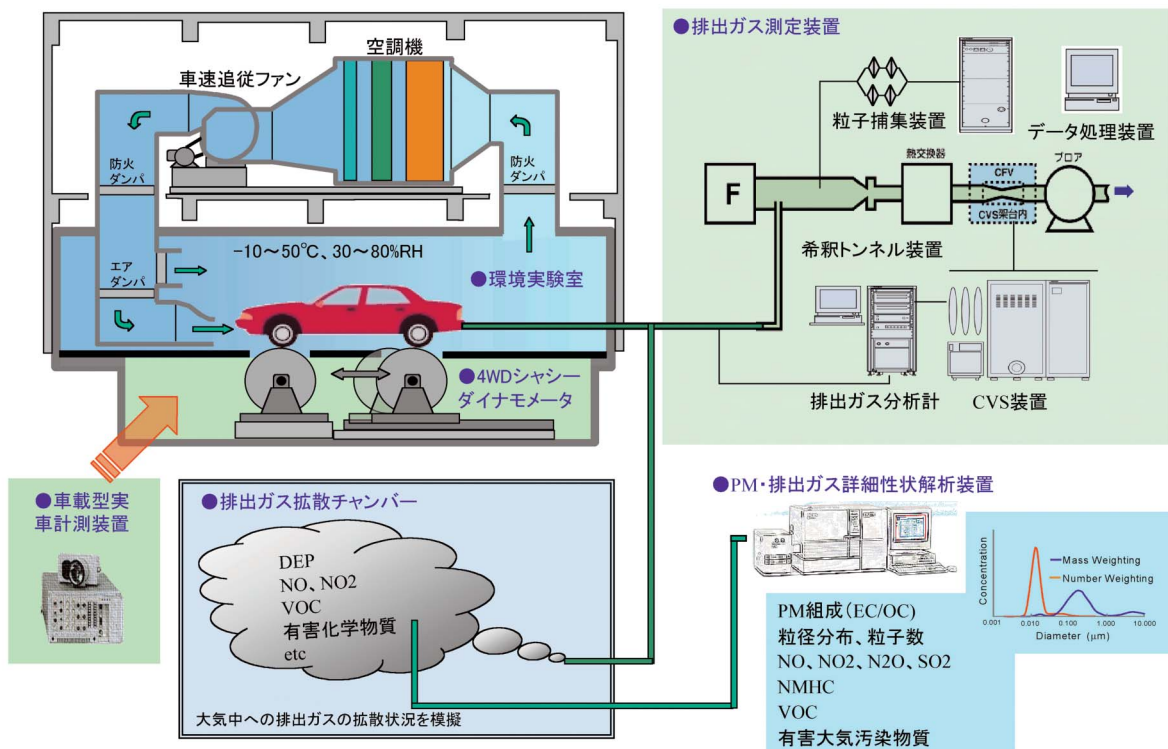 空調機
車速追従ファン
防火
ダンパ
防火
ダンパ
エア
ダンパ
-10～50℃、30～80%RH
●環境実験室
●4WDシャシー
ダイナモメータ
●車載型実
車計測装置
●排出ガス測定装置
粒子捕集装置
データ処理装置
熱交換器
ブロア
F
CFV
CVS架台内
希釈トンネル装置
排出ガス分析計
CVS装置
●排出ガス拡散チャンバー
DEP
NO、NO2
VOC
有害化学物質
etc
大気中への排出ガスの拡散状況を模擬
●PM・排出ガス詳細性状解析装置
PM組成(EC/OC)
粒径分布、粒子数
NO、NO2、N2O、SO2
NMHC
VOC
有害大気汚染物質
Concentration
Mass Weighting
Number Weighting
0.001 0.010 0.100 1.000 10.000
Diameter (μm)